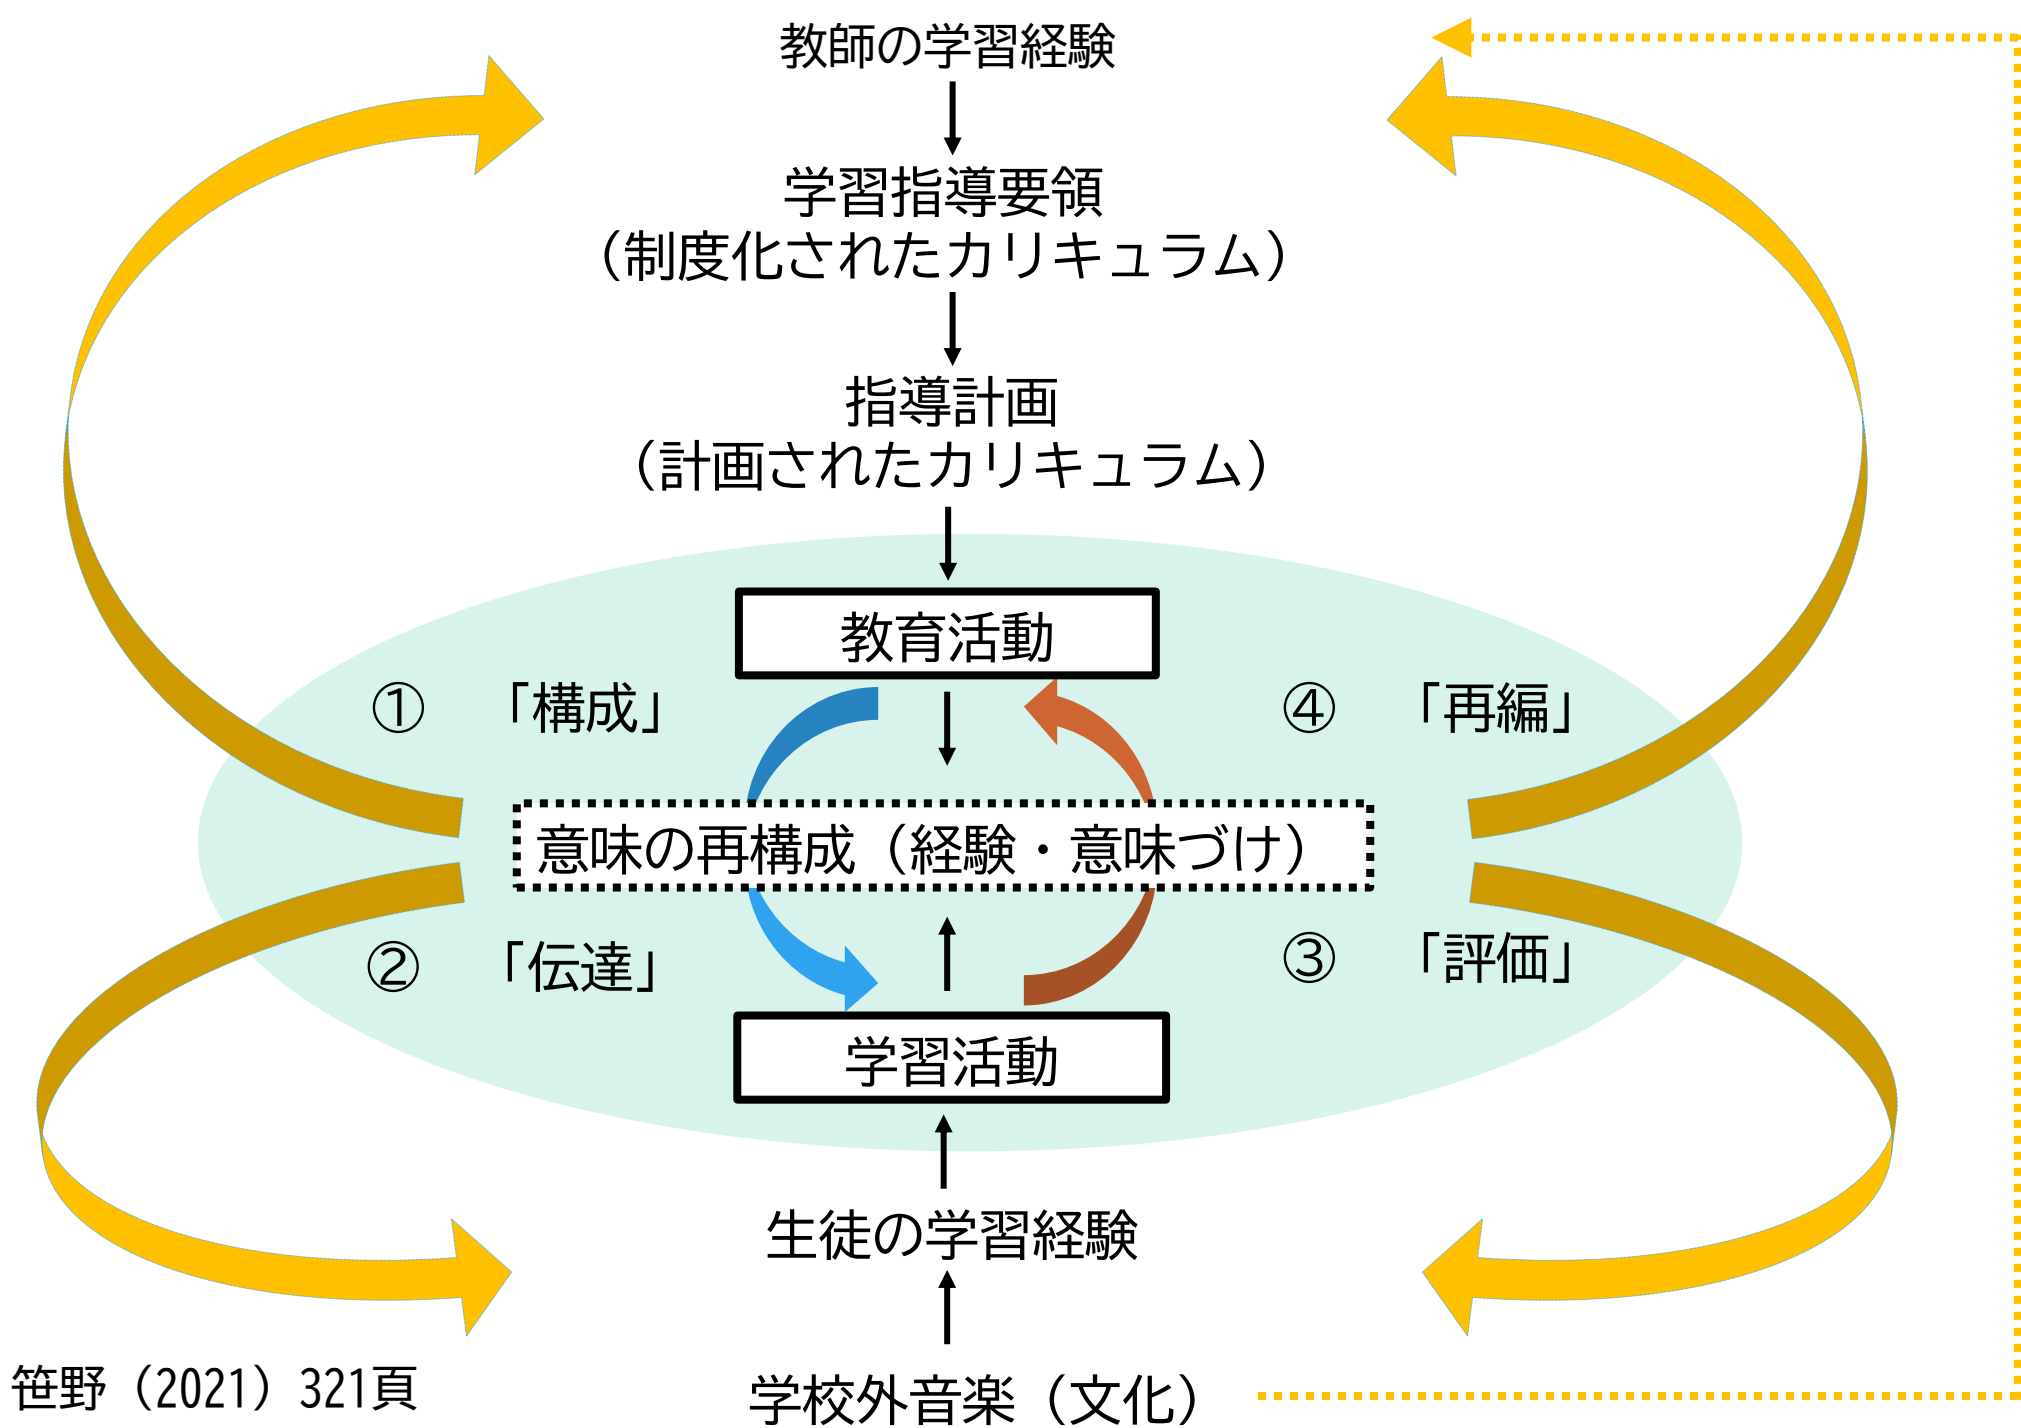 教師の学習経験
学習指導要領
（制度化されたカリキュラム）
指導計画
（計画されたカリキュラム）
教育活動
① 「構成」
④ 「再編」
意味の再構成（経験・意味づけ）
② 「伝達」
③ 「評価」
学習活動
生徒の学習経験
学校外音楽（文化）
笹野（2021）321頁